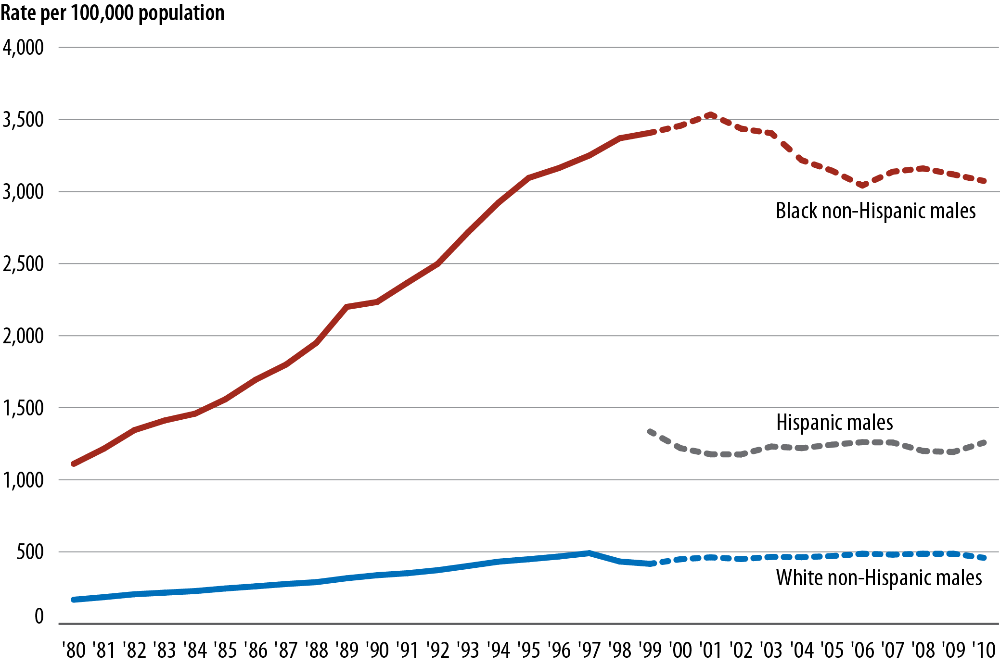 Rate per 100,000 population
4,000
3,500
3,000
Black non-Hispanic males
2,500
2,000
1,500
Hispanic males
1,000
500
White non-Hispanic males
0
'80 '81 '82 '83 '84 '85 '86 '87 '88 '89 '90 '91 '92 '93 '94 '95 '96 '97 '98 '99 '00 '01 '02 '03 '04 '05 '06 '07 '08 '09 '10